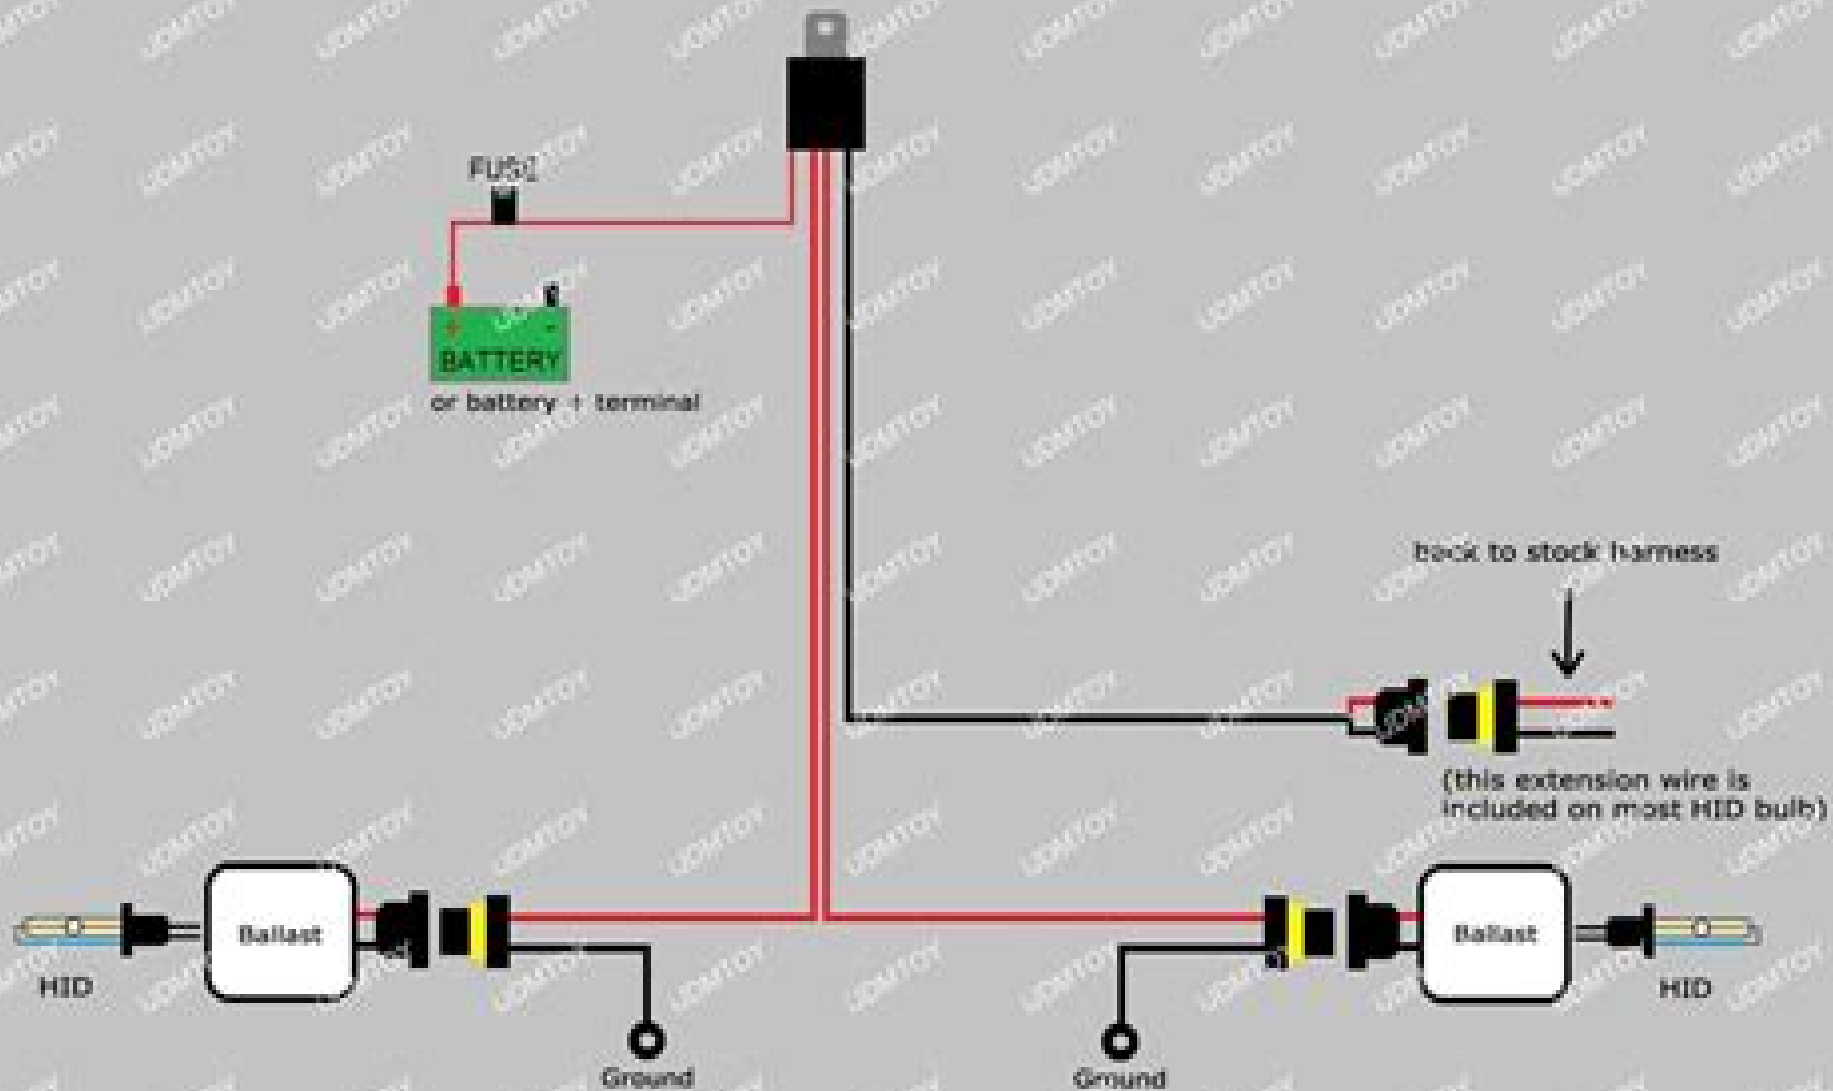 FUSE
+ -
BATTERY
or battery + terminal
back to stock harness
(this extension wire is
included on most HID bulb)
Ballast
Ballast
HID
HID
Ground
Ground
IJDMTOY